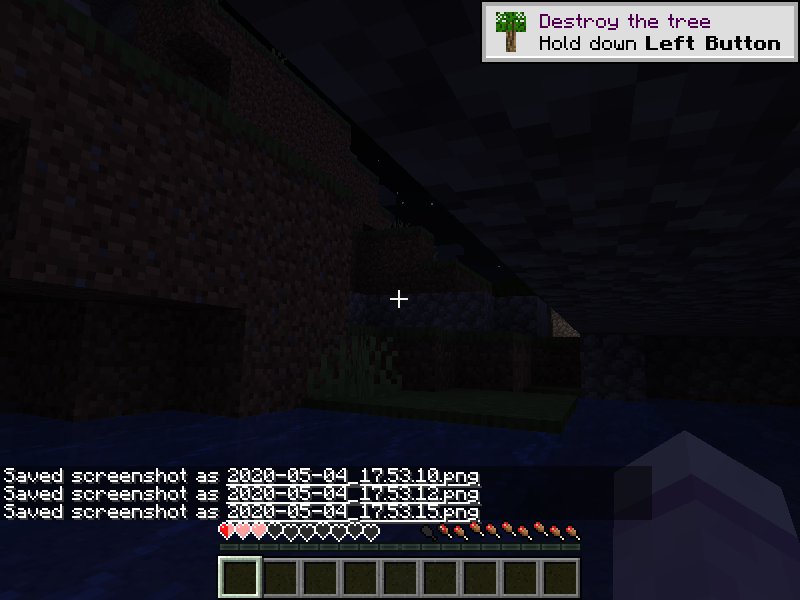 Destroy the tree
Hold down Left Button
Saved screenshot as 2020-05-04_17.53.10.png
Saved screenshot as 2020-05-04_17.53.12.png
Saved screenshot as 2020-05-04_17.53.15.png